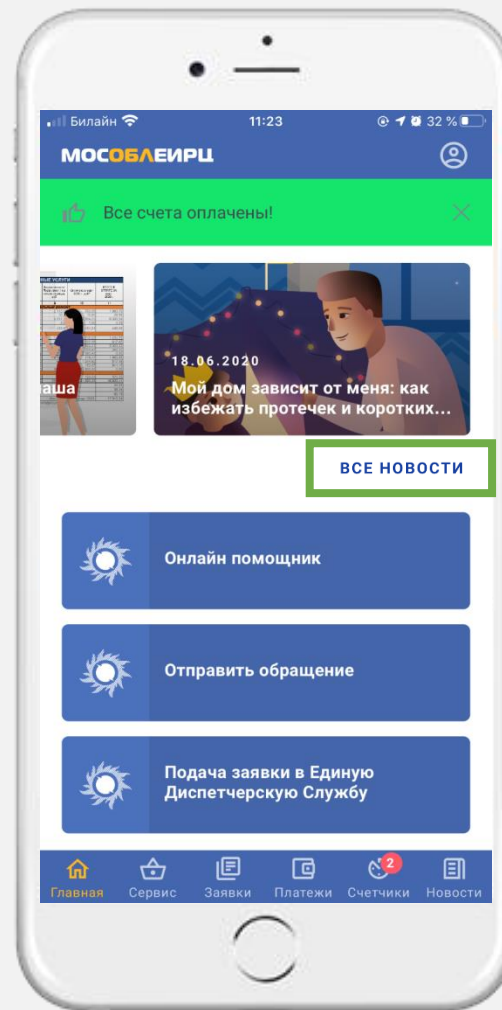 Билайн 11:23 32 %
МОСОБЛЕИРЦ
Все счета оплачены!
18.06.2020
Мой дом зависит от меня: как
избежать протечек и коротких...
аша
ВСЕ НОВОСТИ
Онлайн помощник
Отправить обращение
Подача заявки в Единую
Диспетчерскую Службу
2
Главная Сервис Заявки Платежи Счетчики Новости